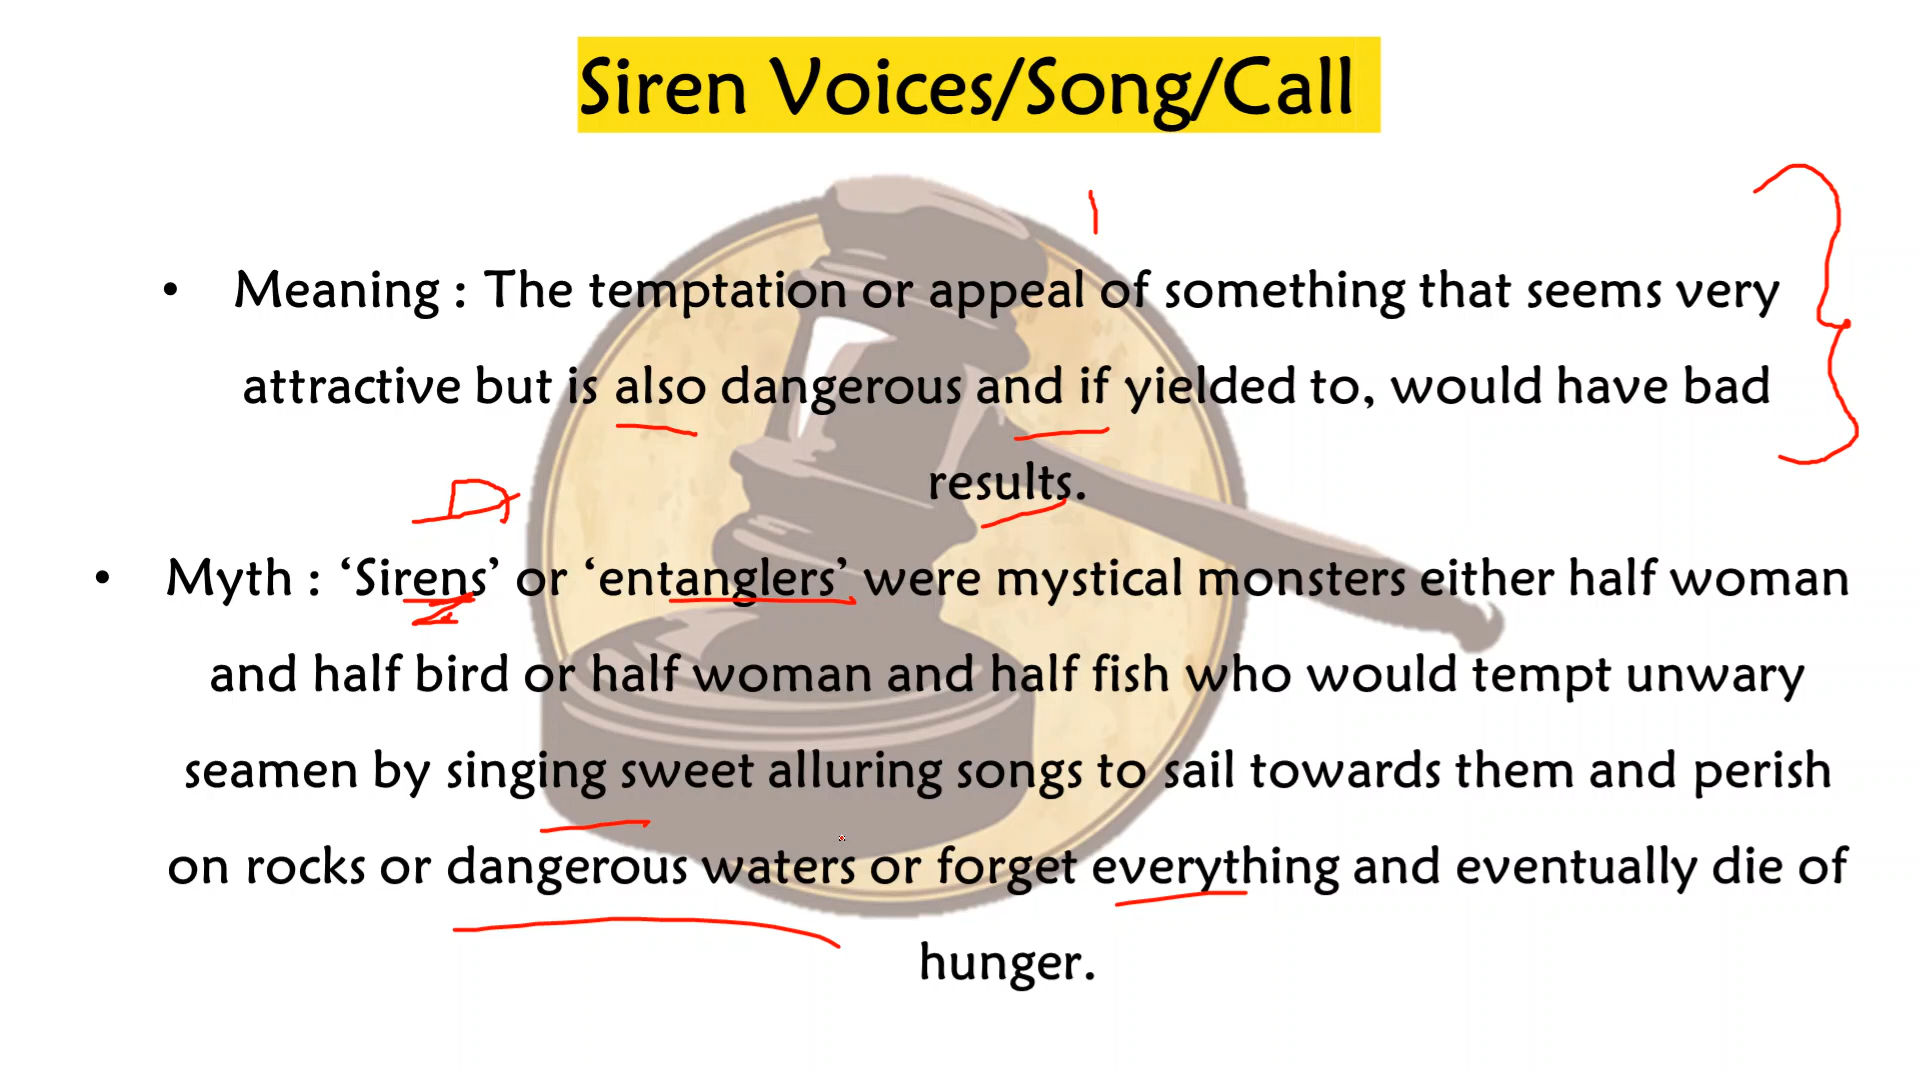 Siren Voices/Song/Call
• Meaning : The temptation or appeal of something that seems very
attractive but is also dangerous and if yielded to, would have bad
results.
• Myth : ‘Sirens’ or ‘entanglers’ were mystical monsters either half woman
and half bird or half woman and half fish who would tempt unwary
seamen by singing sweet alluring songs to sail towards them and perish
on rocks or dangerous waters or forget everything and eventually die of
hunger.